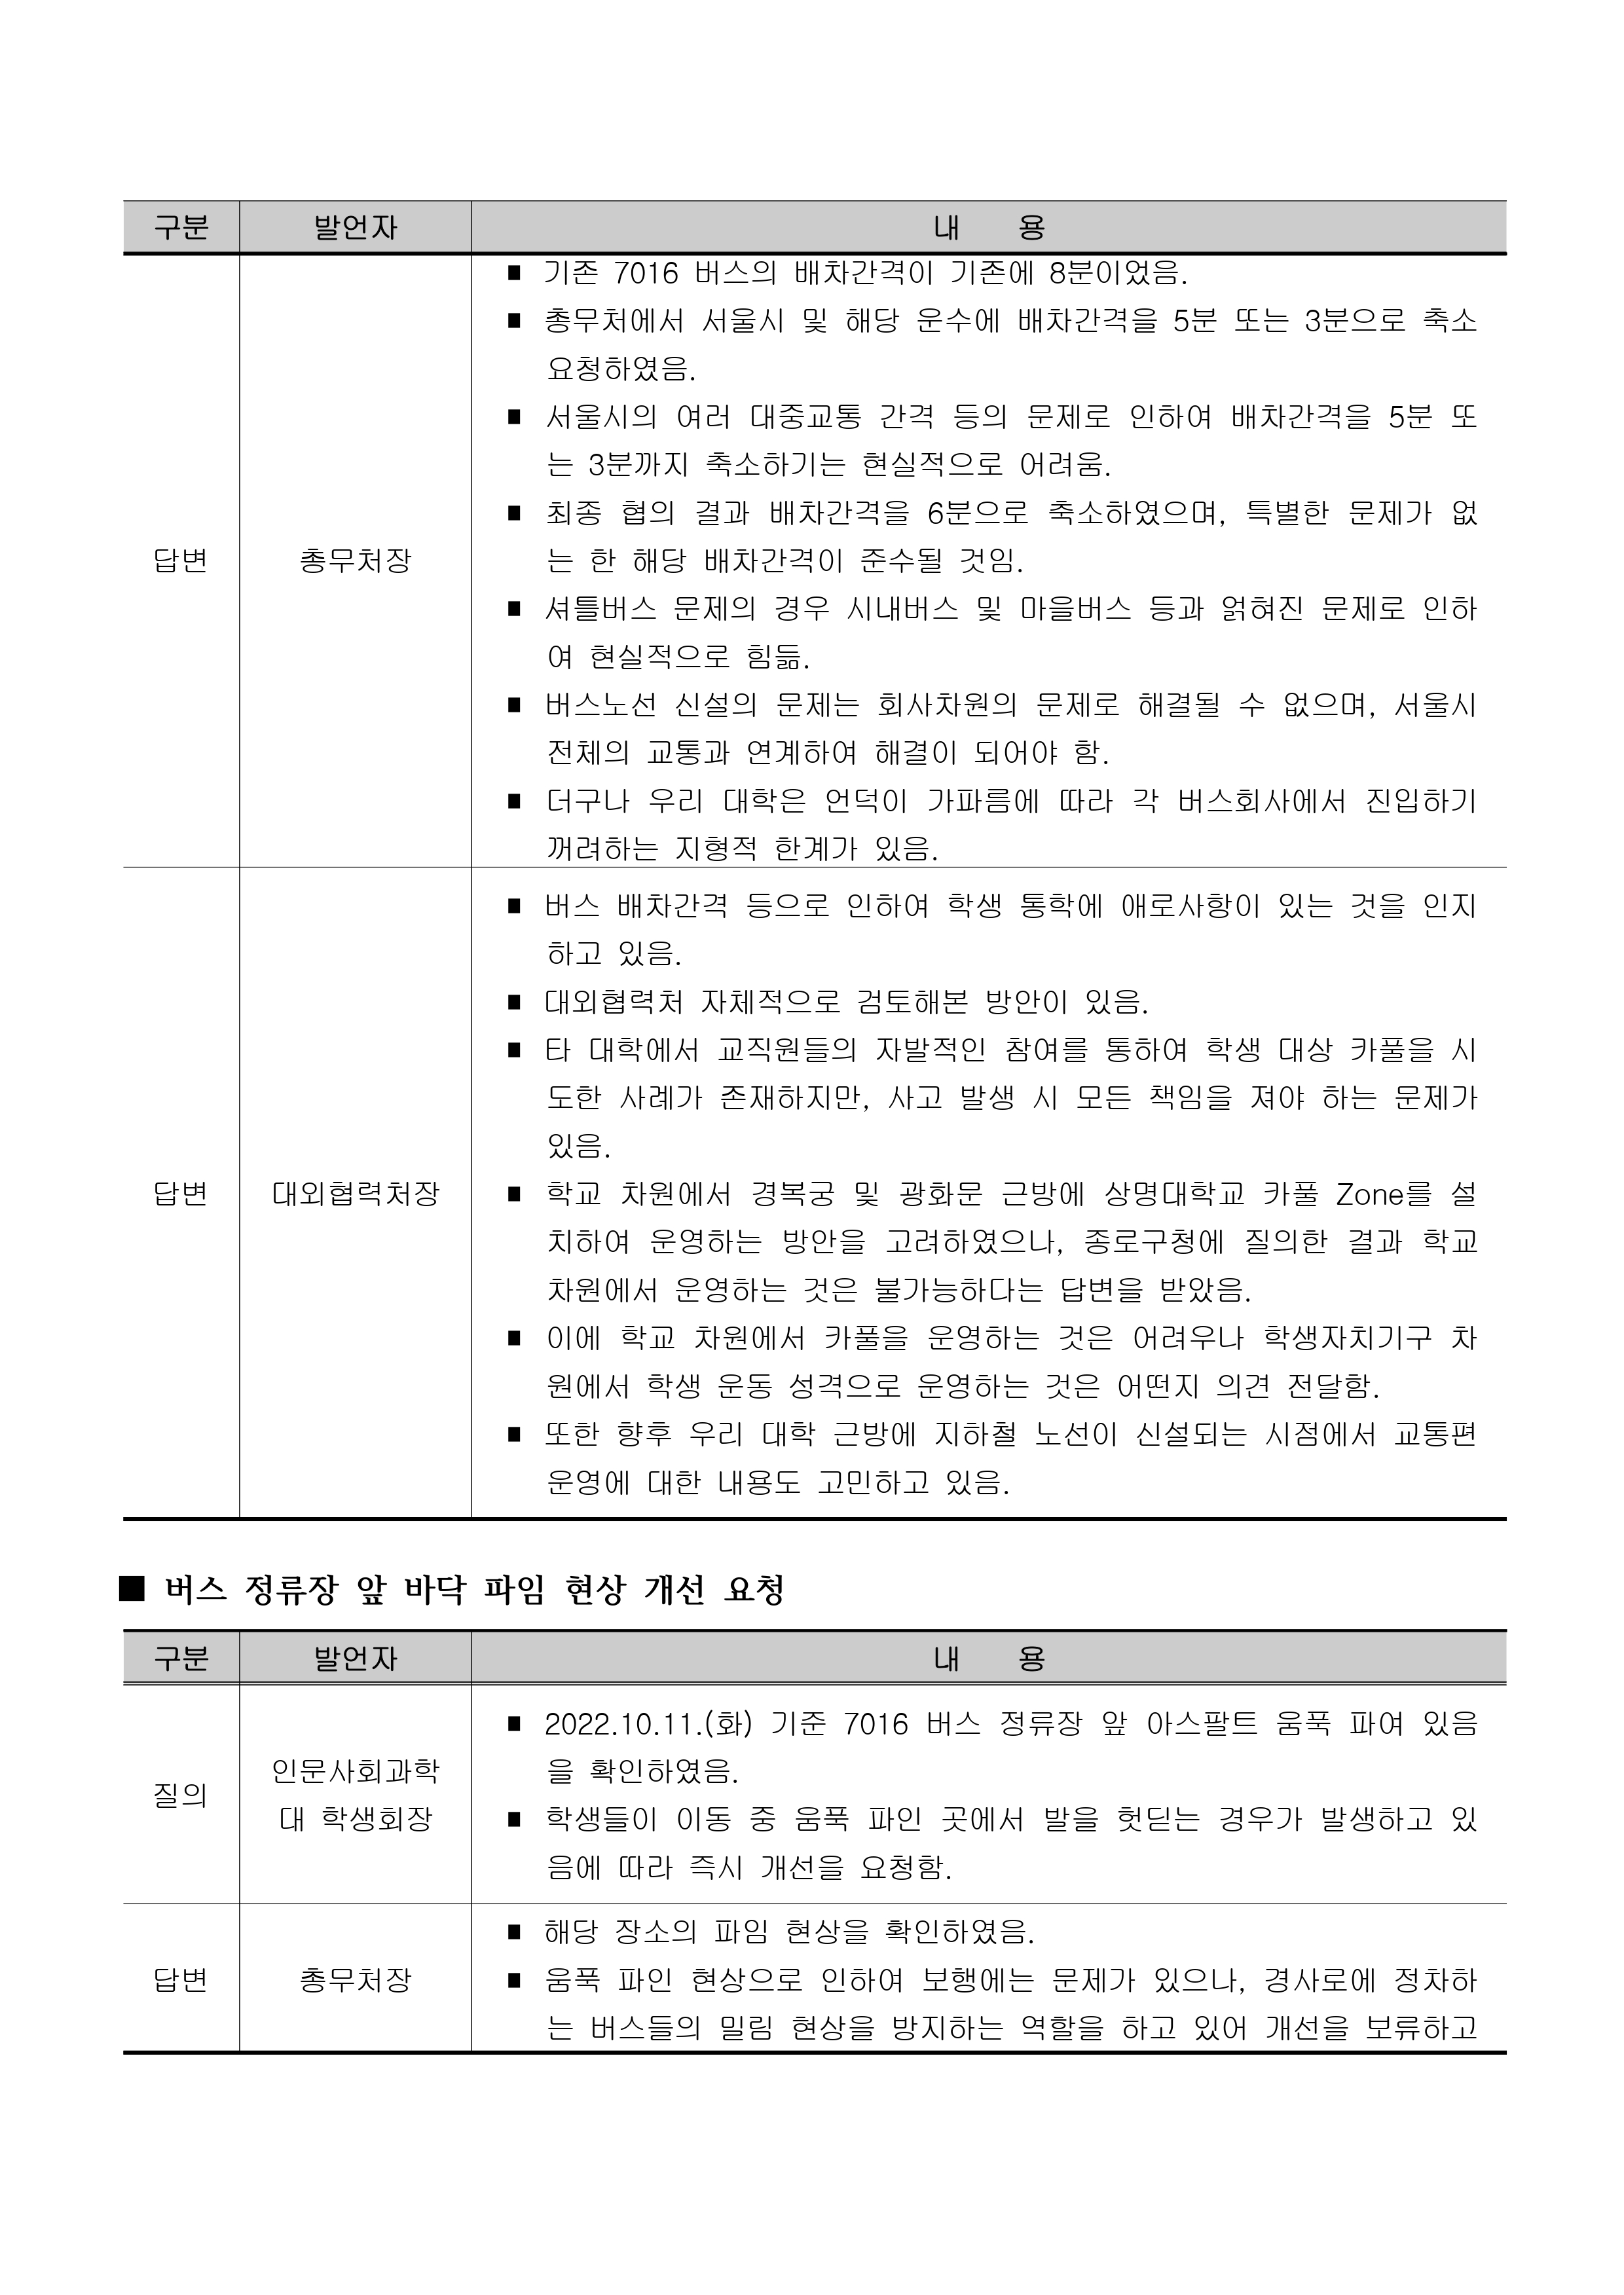 구분 발언자 내 용
■ 기존 7016 버스의 배차간격이 기존에 8분이었음.
■ 총무처에서 서울시 및 해당 운수에 배차간격을 5분 또는 3분으로 축소
요청하였음.
■ 서울시의 여러 대중교통 간격 등의 문제로 인하여 배차간격을 5분 또
는 3분까지 축소하기는 현실적으로 어려움.
■ 최종 협의 결과 배차간격을 6분으로 축소하였으며, 특별한 문제가 없
답변 총무처장 는 한 해당 배차간격이 준수될 것임.
■ 셔틀버스 문제의 경우 시내버스 및 마을버스 등과 얽혀진 문제로 인하
여 현실적으로 힘듦.
■ 버스노선 신설의 문제는 회사차원의 문제로 해결될 수 없으며, 서울시
전체의 교통과 연계하여 해결이 되어야 함.
■ 더구나 우리 대학은 언덕이 가파름에 따라 각 버스회사에서 진입하기
꺼려하는 지형적 한계가 있음.
■ 버스 배차간격 등으로 인하여 학생 통학에 애로사항이 있는 것을 인지
하고 있음.
■ 대외협력처 자체적으로 검토해본 방안이 있음.
■ 타 대학에서 교직원들의 자발적인 참여를 통하여 학생 대상 카풀을 시
도한 사례가 존재하지만, 사고 발생 시 모든 책임을 져야 하는 문제가
있음.
답변 대외협력처장 ■ 학교 차원에서 경복궁 및 광화문 근방에 상명대학교 카풀 Zone를 설
치하여 운영하는 방안을 고려하였으나, 종로구청에 질의한 결과 학교
차원에서 운영하는 것은 불가능하다는 답변을 받았음.
■ 이에 학교 차원에서 카풀을 운영하는 것은 어려우나 학생자치기구 차
원에서 학생 운동 성격으로 운영하는 것은 어떤지 의견 전달함.
■ 또한 향후 우리 대학 근방에 지하철 노선이 신설되는 시점에서 교통편
운영에 대한 내용도 고민하고 있음.
■ 버스 정류장 앞 바닥 파임 현상 개선 요청
구분 발언자 내 용
■ 2022.10.11.(화) 기준 7016 버스 정류장 앞 아스팔트 움푹 파여 있음
인문사회과학 을 확인하였음.
질의
대 학생회장 ■ 학생들이 이동 중 움푹 파인 곳에서 발을 헛딛는 경우가 발생하고 있
음에 따라 즉시 개선을 요청함.
■ 해당 장소의 파임 현상을 확인하였음.
답변 총무처장 ■ 움푹 파인 현상으로 인하여 보행에는 문제가 있으나, 경사로에 정차하
는 버스들의 밀림 현상을 방지하는 역할을 하고 있어 개선을 보류하고